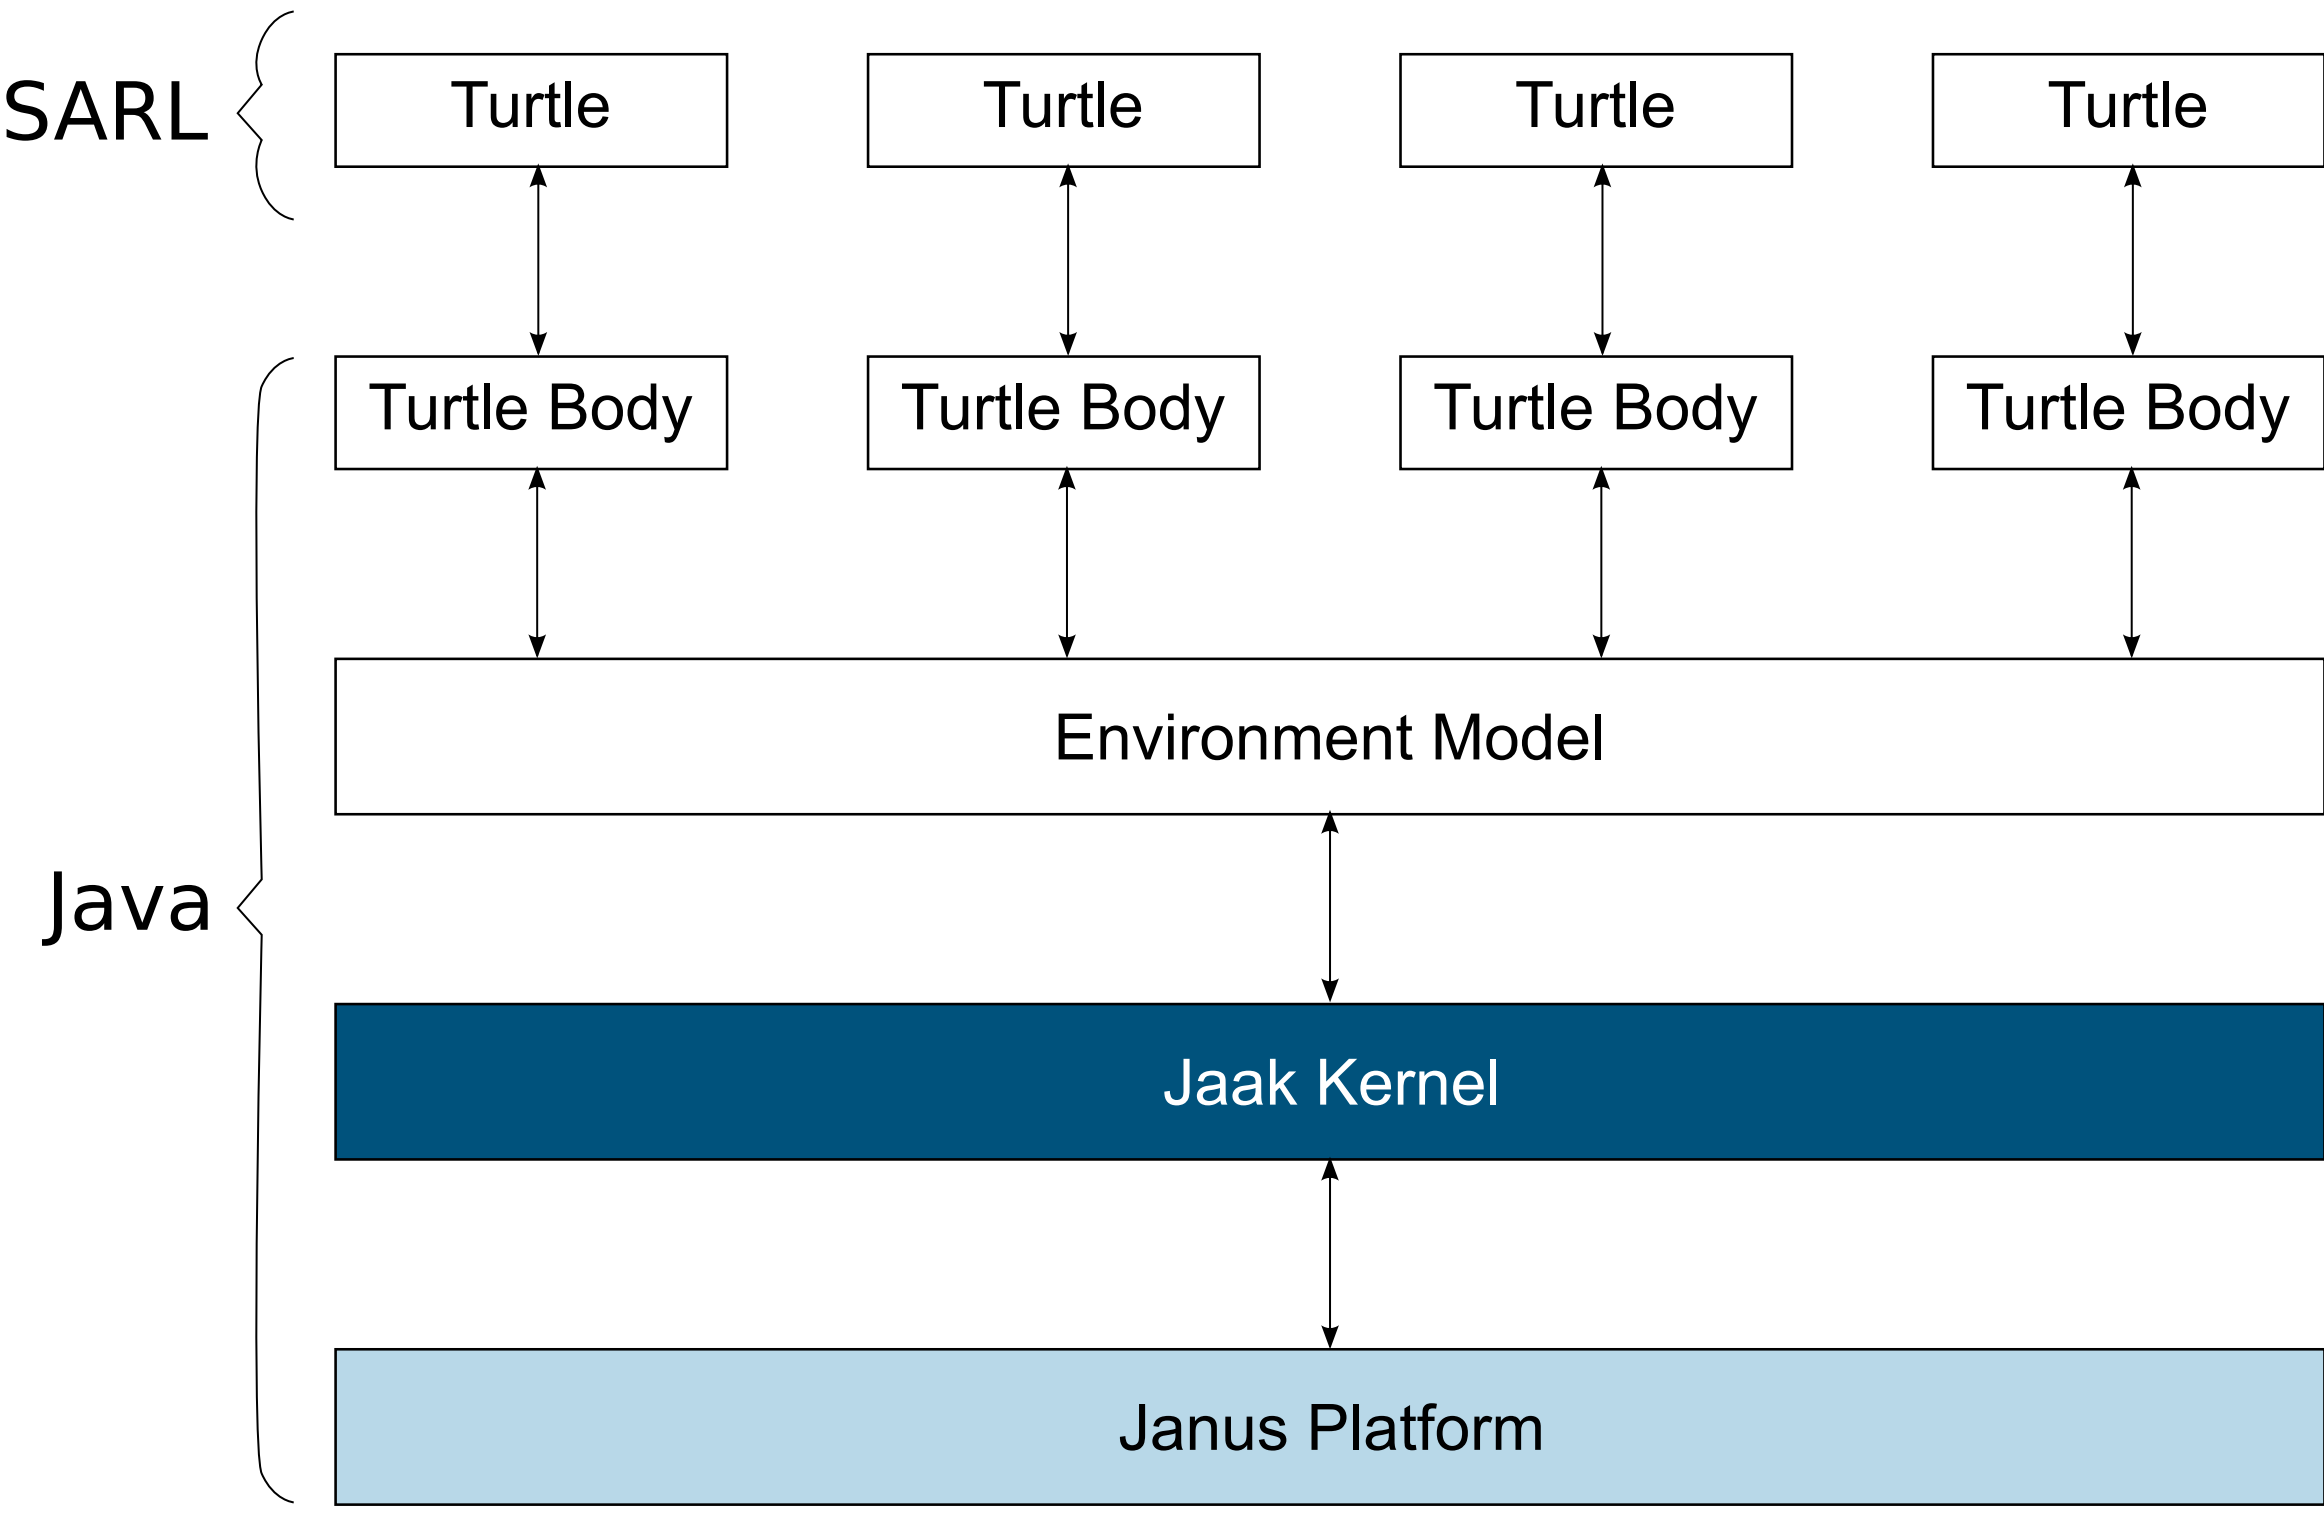 SARL
Turtle
Turtle
Turtle
Turtle
Turtle Body
Turtle Body
Turtle Body
Turtle Body
Environment Model
Java
Jaak Kernel
Janus Platform